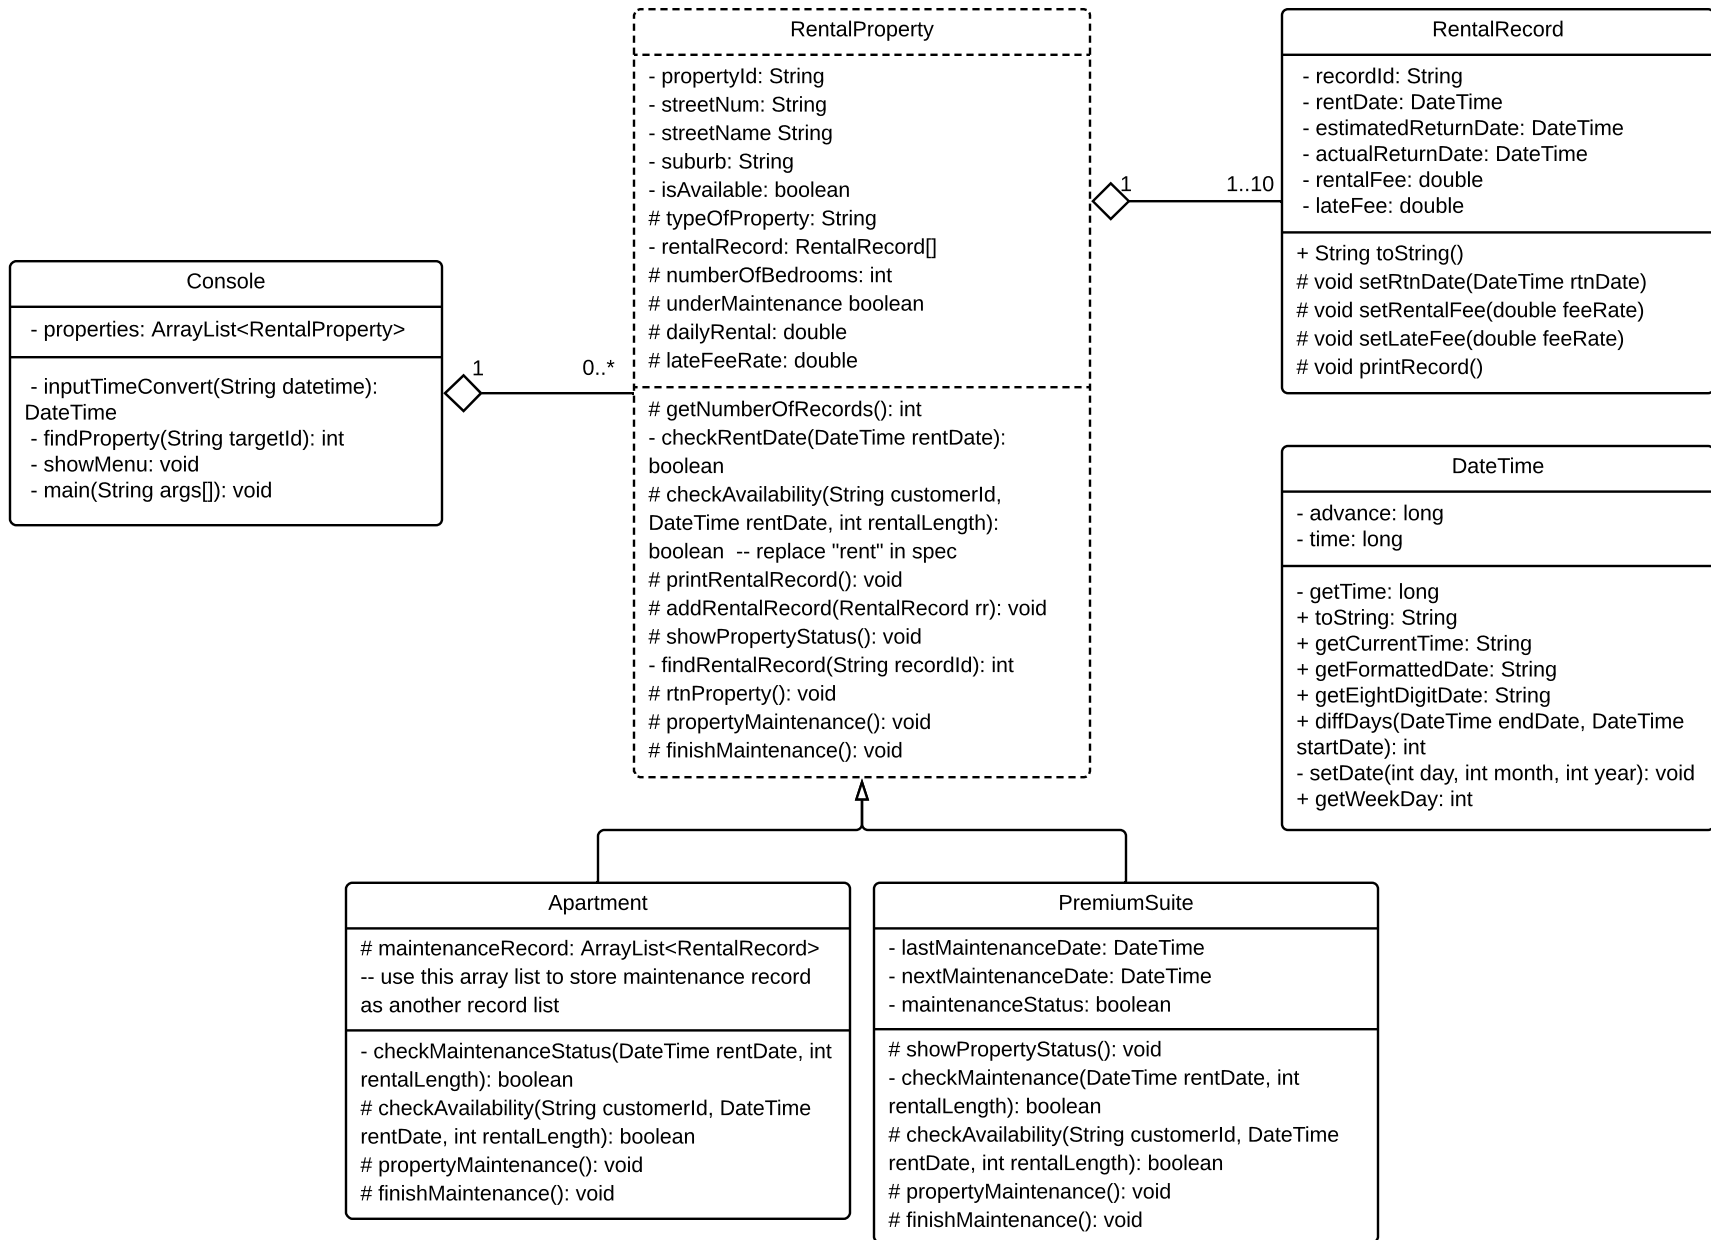 RentalProperty
- propertyId: String
- streetNum: String
- streetName String
- suburb: String
- isAvailable: boolean
# typeOfProperty: String
- rentalRecord: RentalRecord[]
# numberOfBedrooms: int
# underMaintenance boolean
# dailyRental: double
# lateFeeRate: double
# getNumberOfRecords(): int
- checkRentDate(DateTime rentDate):
boolean
# checkAvailability(String customerId,
DateTime rentDate, int rentalLength):
boolean  -- replace "rent" in spec
# printRentalRecord(): void
# addRentalRecord(RentalRecord rr): void
# showPropertyStatus(): void
- findRentalRecord(String recordId): int
# rtnProperty(): void
# propertyMaintenance(): void
# finishMaintenance(): void
RentalRecord
- recordId: String
- rentDate: DateTime
- estimatedReturnDate: DateTime
- actualReturnDate: DateTime
- rentalFee: double
- lateFee: double
+ String toString()
# void setRtnDate(DateTime rtnDate)
# void setRentalFee(double feeRate)
# void setLateFee(double feeRate)
# void printRecord()
1
1..10
Console
- properties: ArrayList<RentalProperty>
- inputTimeConvert(String datetime):
DateTime
- findProperty(String targetId): int
- showMenu: void
- main(String args[]): void
1
0..*
DateTime
- advance: long
- time: long
- getTime: long
+ toString: String
+ getCurrentTime: String
+ getFormattedDate: String
+ getEightDigitDate: String
+ diffDays(DateTime endDate, DateTime
startDate): int
- setDate(int day, int month, int year): void
+ getWeekDay: int
Apartment
# maintenanceRecord: ArrayList<RentalRecord>
-- use this array list to store maintenance record
as another record list
- checkMaintenanceStatus(DateTime rentDate, int
rentalLength): boolean
# checkAvailability(String customerId, DateTime
rentDate, int rentalLength): boolean
# propertyMaintenance(): void
# finishMaintenance(): void
PremiumSuite
- lastMaintenanceDate: DateTime
- nextMaintenanceDate: DateTime
- maintenanceStatus: boolean
# showPropertyStatus(): void
- checkMaintenance(DateTime rentDate, int
rentalLength): boolean
# checkAvailability(String customerId, DateTime
rentDate, int rentalLength): boolean
# propertyMaintenance(): void
# finishMaintenance(): void